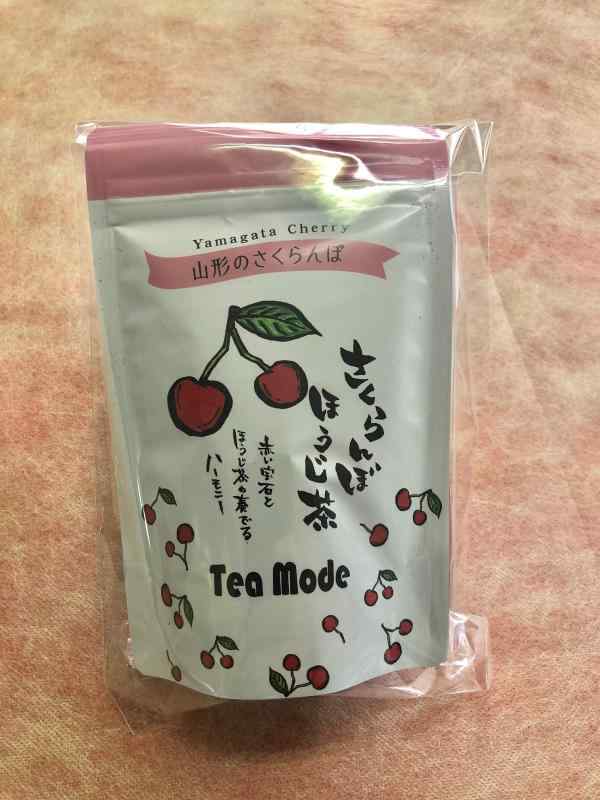 Yamagata Cherry
山形のさくらんぼ
さくらんぼ
ほうじ茶
赤い宝石と
ほうじ茶の奏でる
ハーモニー
Tea Mode